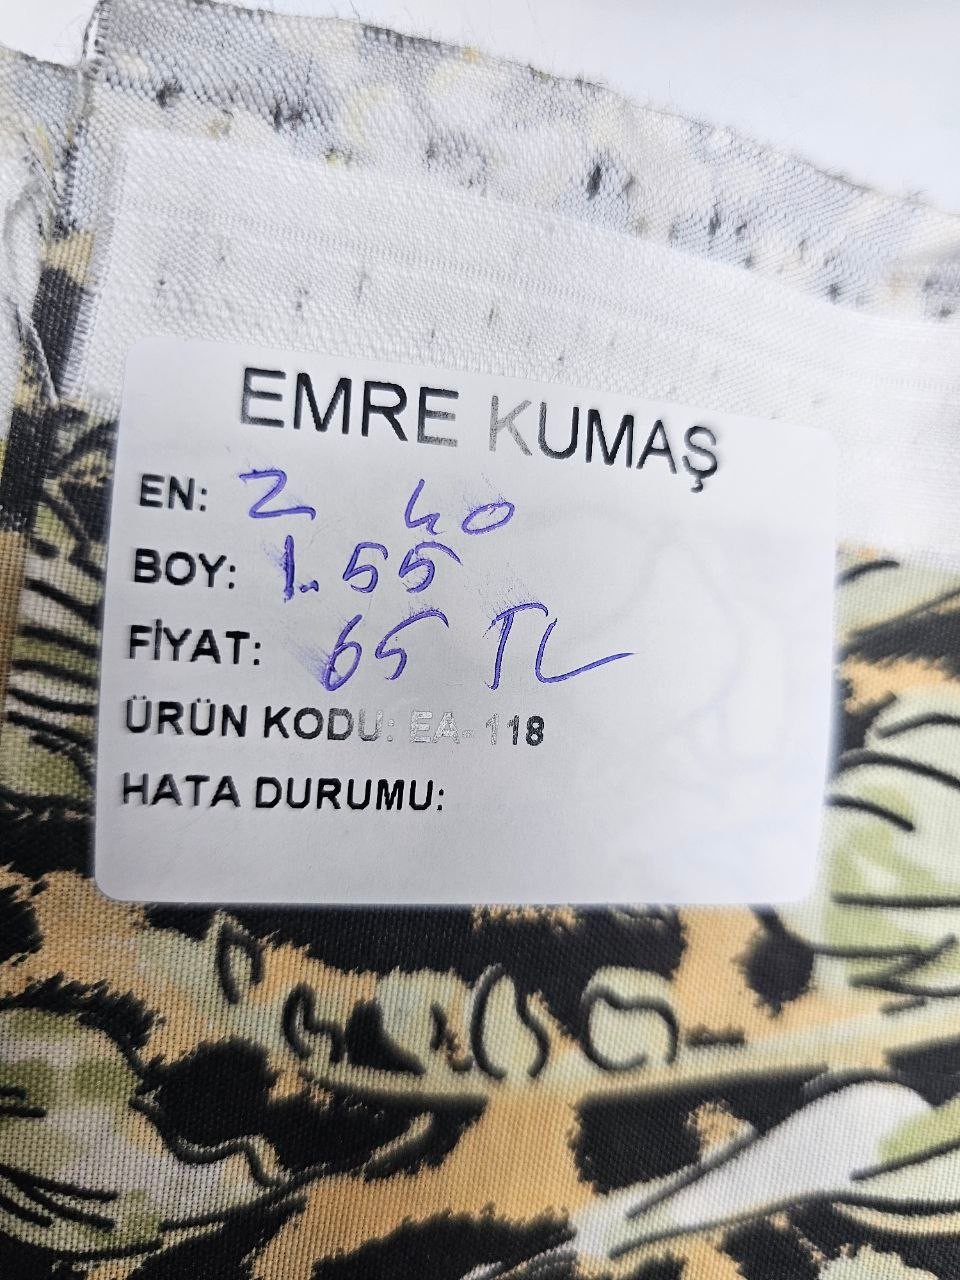 EMRE KUMAŞ
EN: 2 40
BOY: 1.55
FİYAT: 65 TL
ÜRÜN KODU: EA-118
HATA DURUMU: